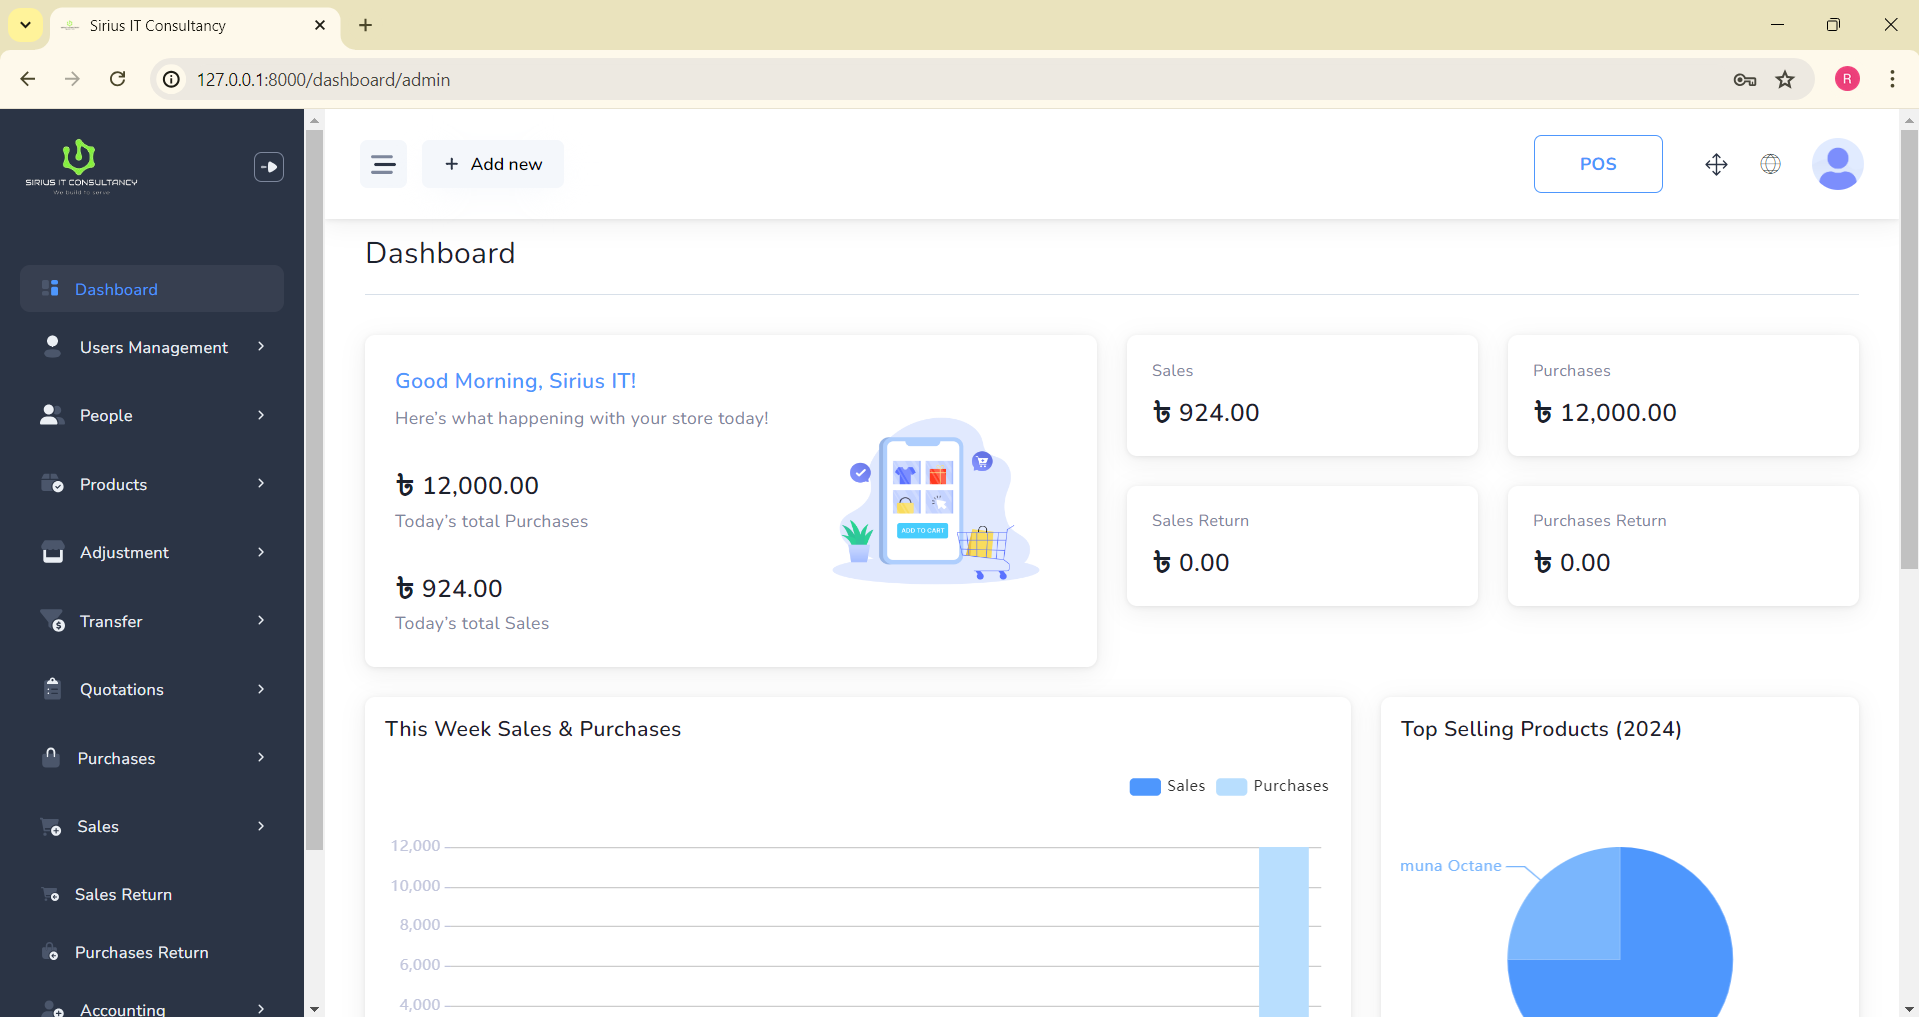 Sirius IT Consultancy
127.0.0.1:8000/dashboard/admin
R
SIRIUS IT CONSULTANCY
We build to serve
Add new
POS
Dashboard
Users Management
People
Products
Adjustment
Transfer
Quotations
Purchases
Sales
Sales Return
Purchases Return
Accounting
Dashboard
Good Morning, Sirius IT!
Here's what happening with your store today!
৳ 12,000.00
Today's total Purchases
৳ 924.00
Today's total Sales
ADD TO CART
Sales
৳ 924.00
Purchases
৳ 12,000.00
Sales Return
৳ 0.00
Purchases Return
৳ 0.00
This Week Sales & Purchases
Sales Purchases
12,000
10,000
8,000
6,000
4,000
Top Selling Products (2024)
muna Octane